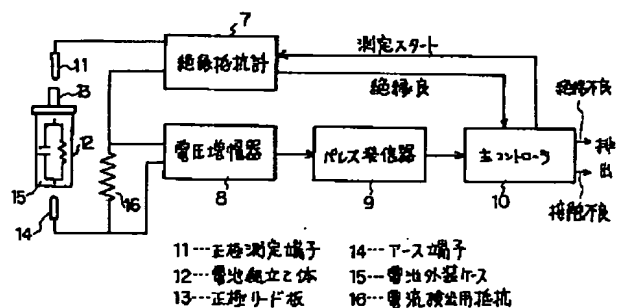 7
絶縁抵抗計
測定スタート
絶縁良
11
13
12
15
14
16
電圧増幅器
8
パルス発信器
9
主コントローラ
10
絶縁不良
排出
接触不良
11…正極測定端子
12…電池組立て体
13…正極リード板
14…アース端子
15…電池外装ケース
16…電流検出用抵抗